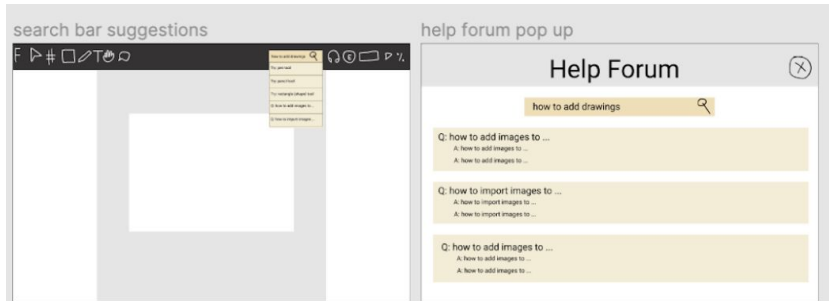 search bar suggestions
how to add drawings
Try: pen tool
Try: pencil tool
Try: rectangle (shape) tool
Q: how to add images to ...
Q: how to import images ...
help forum pop up
Help Forum
how to add drawings
Q: how to add images to ...
A: how to add images to ...
A: how to add images to ...
Q: how to import images to ...
A: how to import images to ...
A: how to import images to ...
Q: how to add images to ...
A: how to add images to ...
A: how to add images to ...